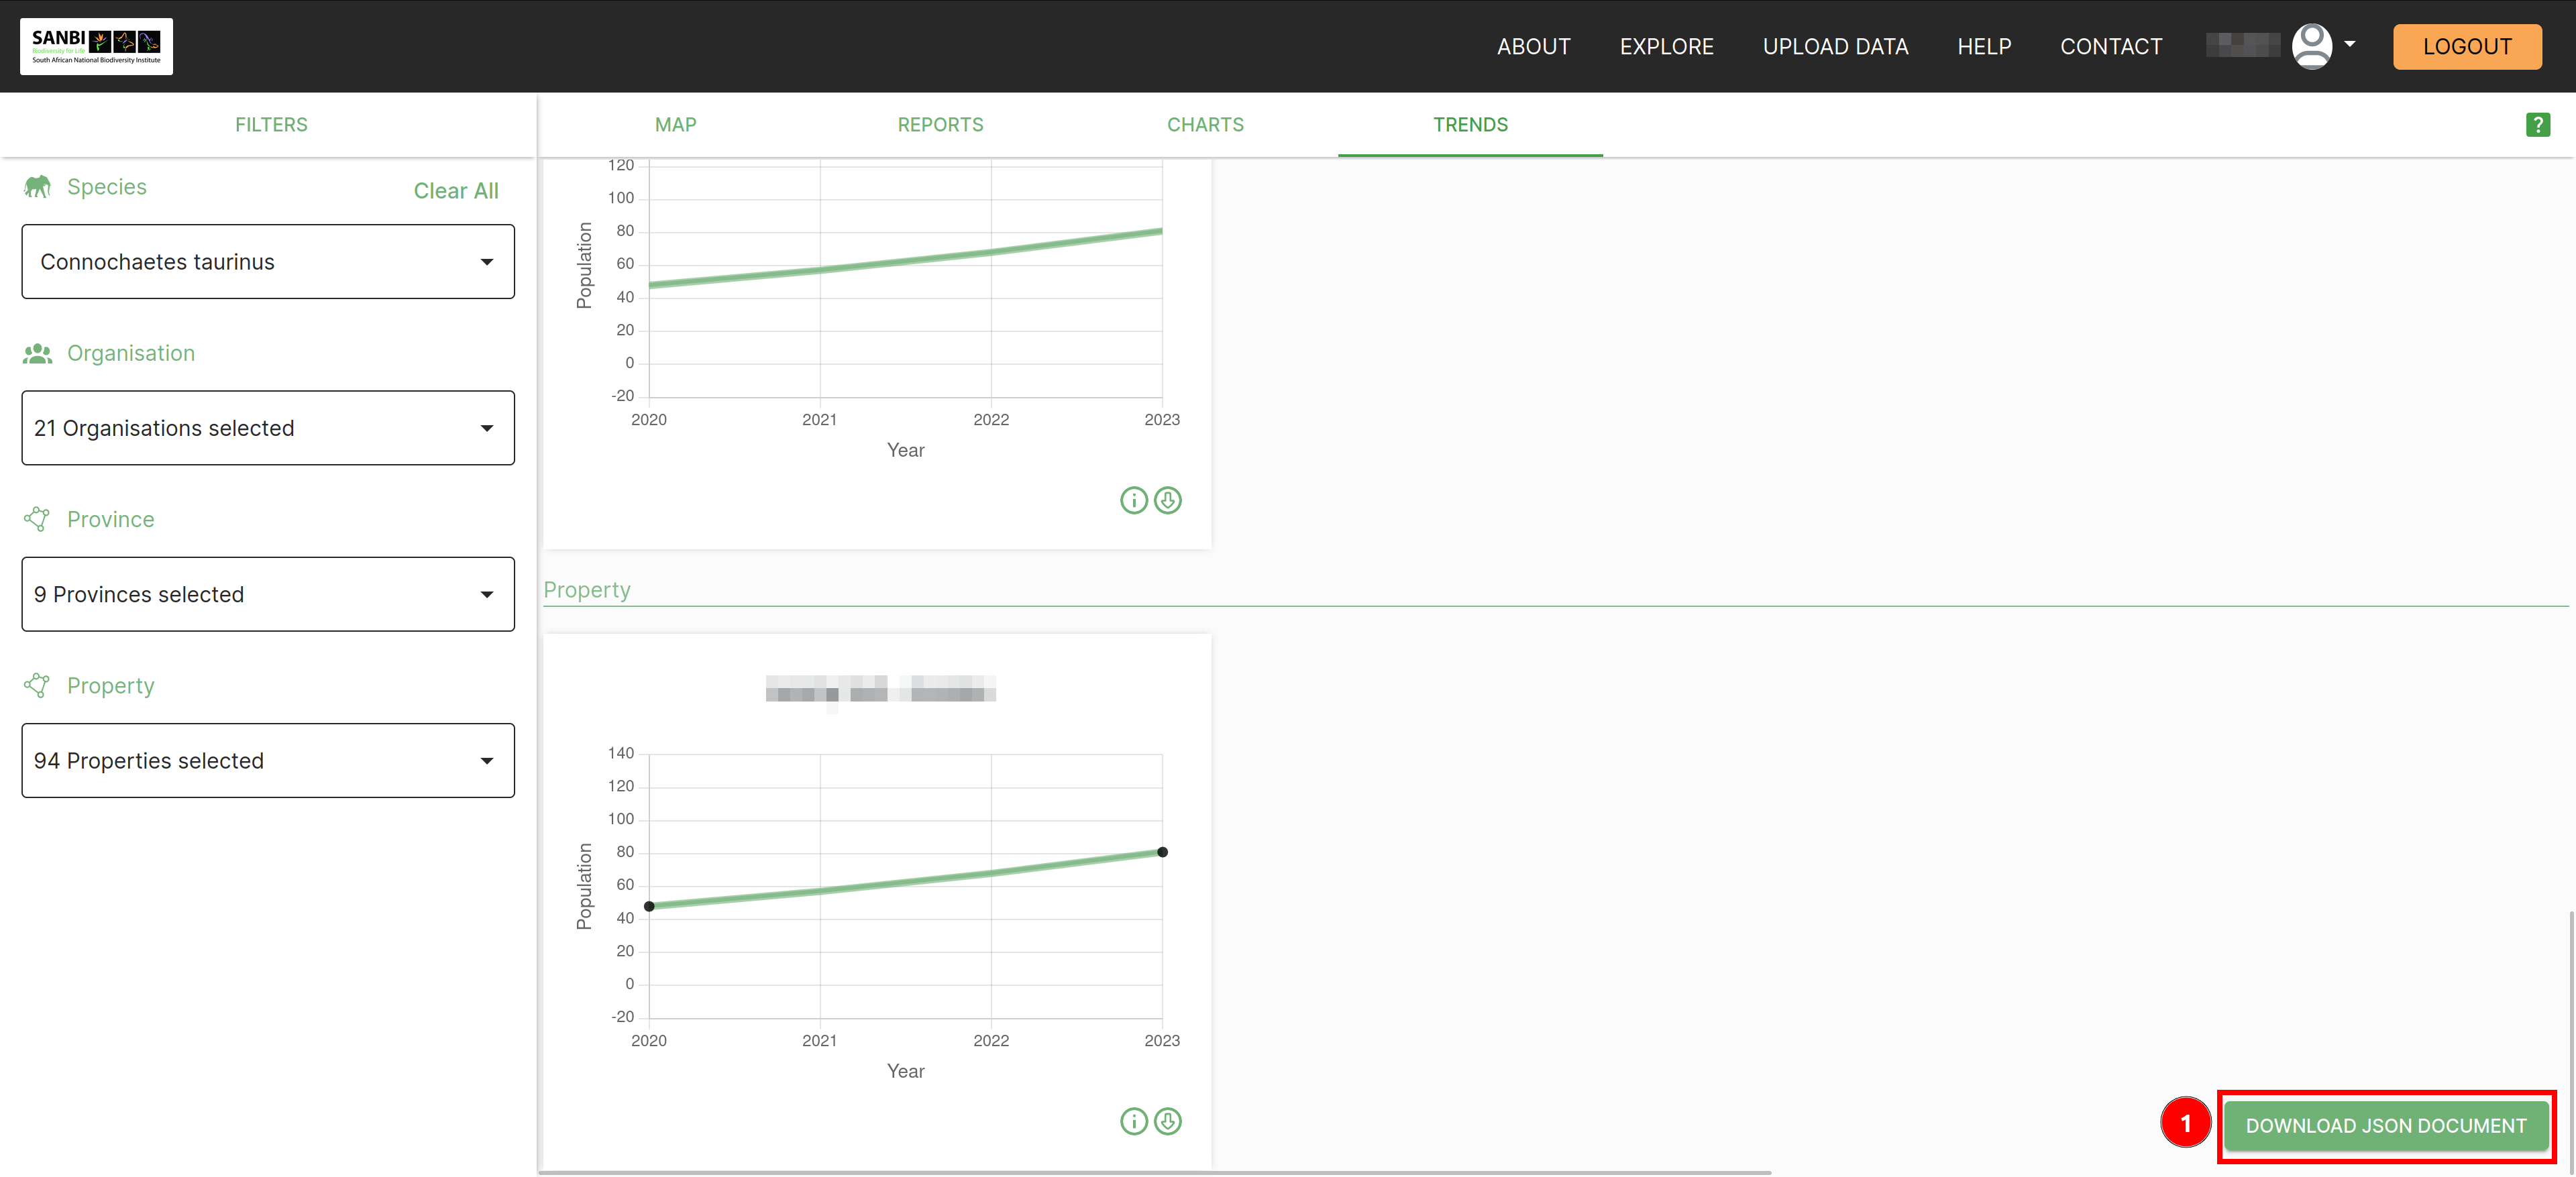 SANBI
Biodiversity for Life
South African National Biodiversity Institute
ABOUT
EXPLORE
UPLOAD DATA
HELP
CONTACT
LOGOUT
FILTERS
MAP
REPORTS
CHARTS
TRENDS
?
Species
Clear All
Connochaetes taurinus
Organisation
21 Organisations selected
Province
9 Provinces selected
Property
94 Properties selected
120
100
80
60
40
20
0
-20
Population
2020
2021
2022
2023
Year
Property
140
120
100
80
60
40
20
0
-20
Population
2020
2021
2022
2023
Year
1
DOWNLOAD JSON DOCUMENT